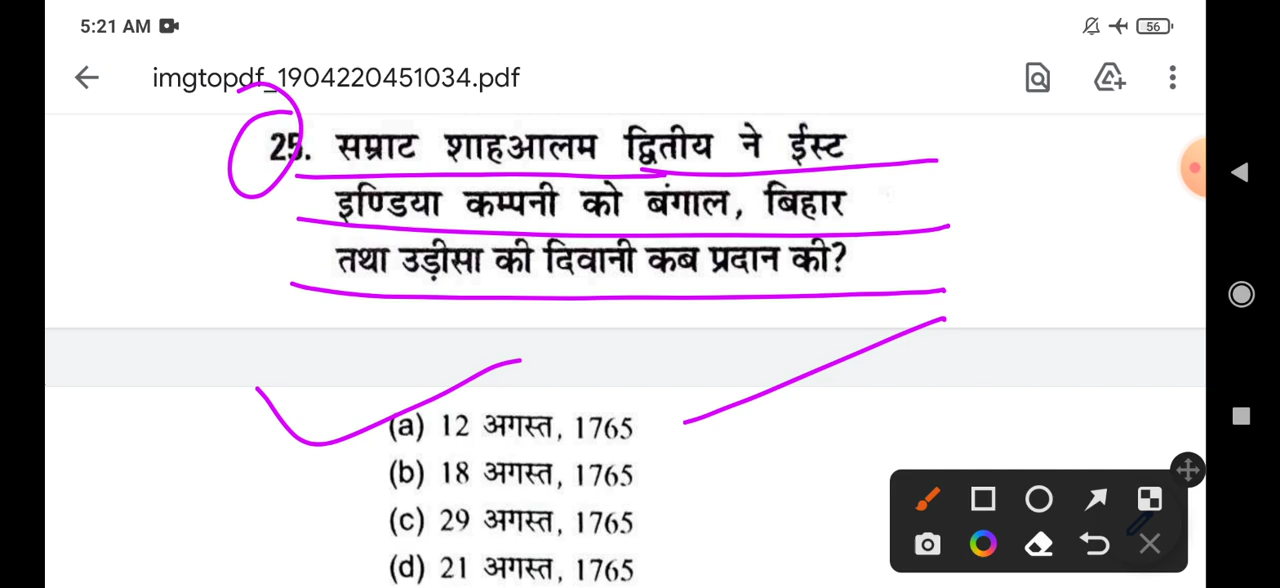 5:21 AM
56
imgtopdf_1904220451034.pdf
25. सम्राट शाहआलम द्वितीय ने ईस्ट
इण्डिया कम्पनी को बंगाल, बिहार
तथा उड़ीसा की दिवानी कब प्रदान की?
(a) 12 अगस्त, 1765
(b) 18 अगस्त, 1765
(c) 29 अगस्त, 1765
(d) 21 अगस्त, 1765